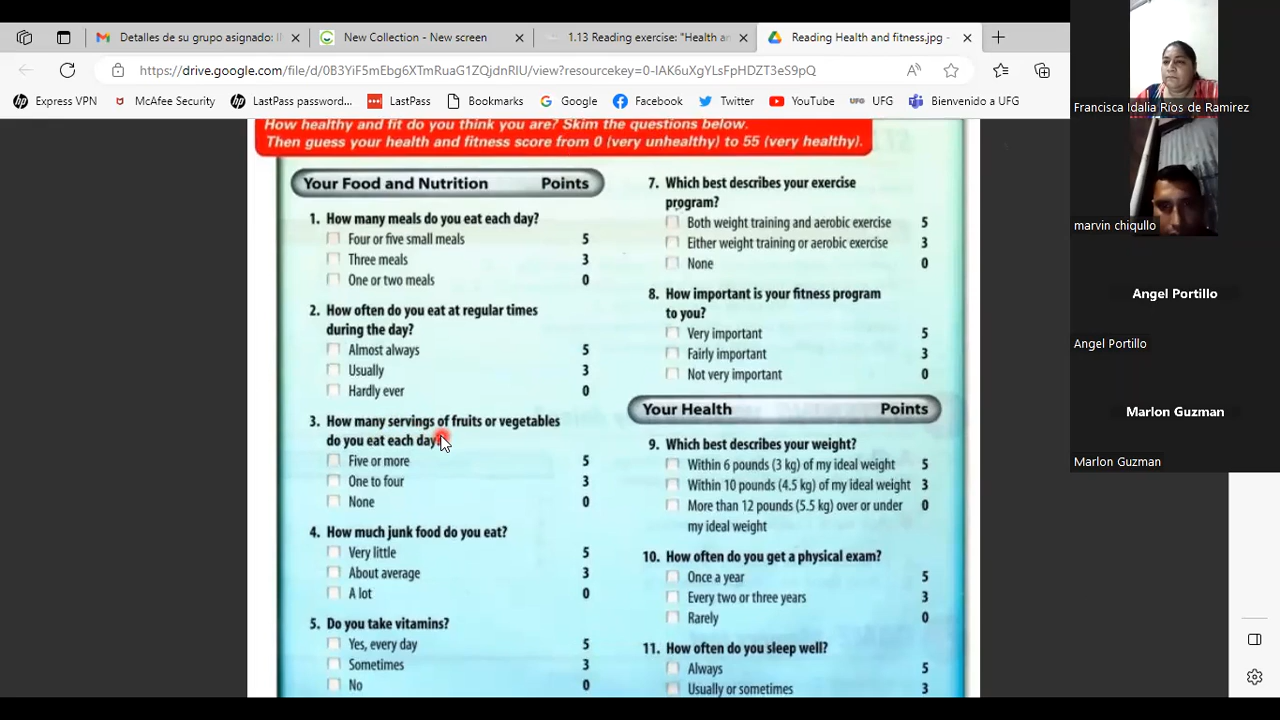 Detalles de su grupo asignado: Il
New Collection - New screen
1.13 Reading exercise: "Health a
Reading Health and fitness.jpg -
https://drive.google.com/file/d/0B3YiF5mEbg6XTmRuaG1ZQjdnRlU/view?resourcekey=0-lAK6uXgYLsFpHDZT3eS9pQ
Express VPN
McAfee Security
LastPass password...
LastPass
Bookmarks
Google
Facebook
Twitter
YouTube
UFG
Bienvenido a UFG
How healthy and fit do you think you are? Skim the questions below.
Then guess your health and fitness score from 0 (very unhealthy) to 55 (very healthy).
Your Food and Nutrition Points
1. How many meals do you eat each day?
Four or five small meals 5
Three meals 3
One or two meals 0
2. How often do you eat at regular times
during the day?
Almost always 5
Usually 3
Hardly ever 0
3. How many servings of fruits or vegetables
do you eat each day?
Five or more 5
One to four 3
None 0
4. How much junk food do you eat?
Very little 5
About average 3
A lot 0
5. Do you take vitamins?
Yes, every day 5
Sometimes 3
No 0
7. Which best describes your exercise
program?
Both weight training and aerobic exercise 5
Either weight training or aerobic exercise 3
None 0
8. How important is your fitness program
to you?
Very important 5
Fairly important 3
Not very important 0
Your Health Points
9. Which best describes your weight?
Within 6 pounds (3 kg) of my ideal weight 5
Within 10 pounds (4.5 kg) of my ideal weight 3
More than 12 pounds (5.5 kg) over or under 0
my ideal weight
10. How often do you get a physical exam?
Once a year 5
Every two or three years 3
Rarely 0
11. How often do you sleep well?
Always 5
Usually or sometimes 3
Francisca Idalia Ríos de Ramirez
marvin chiqullo
Angel Portillo
Angel Portillo
Marlon Guzman
Marlon Guzman